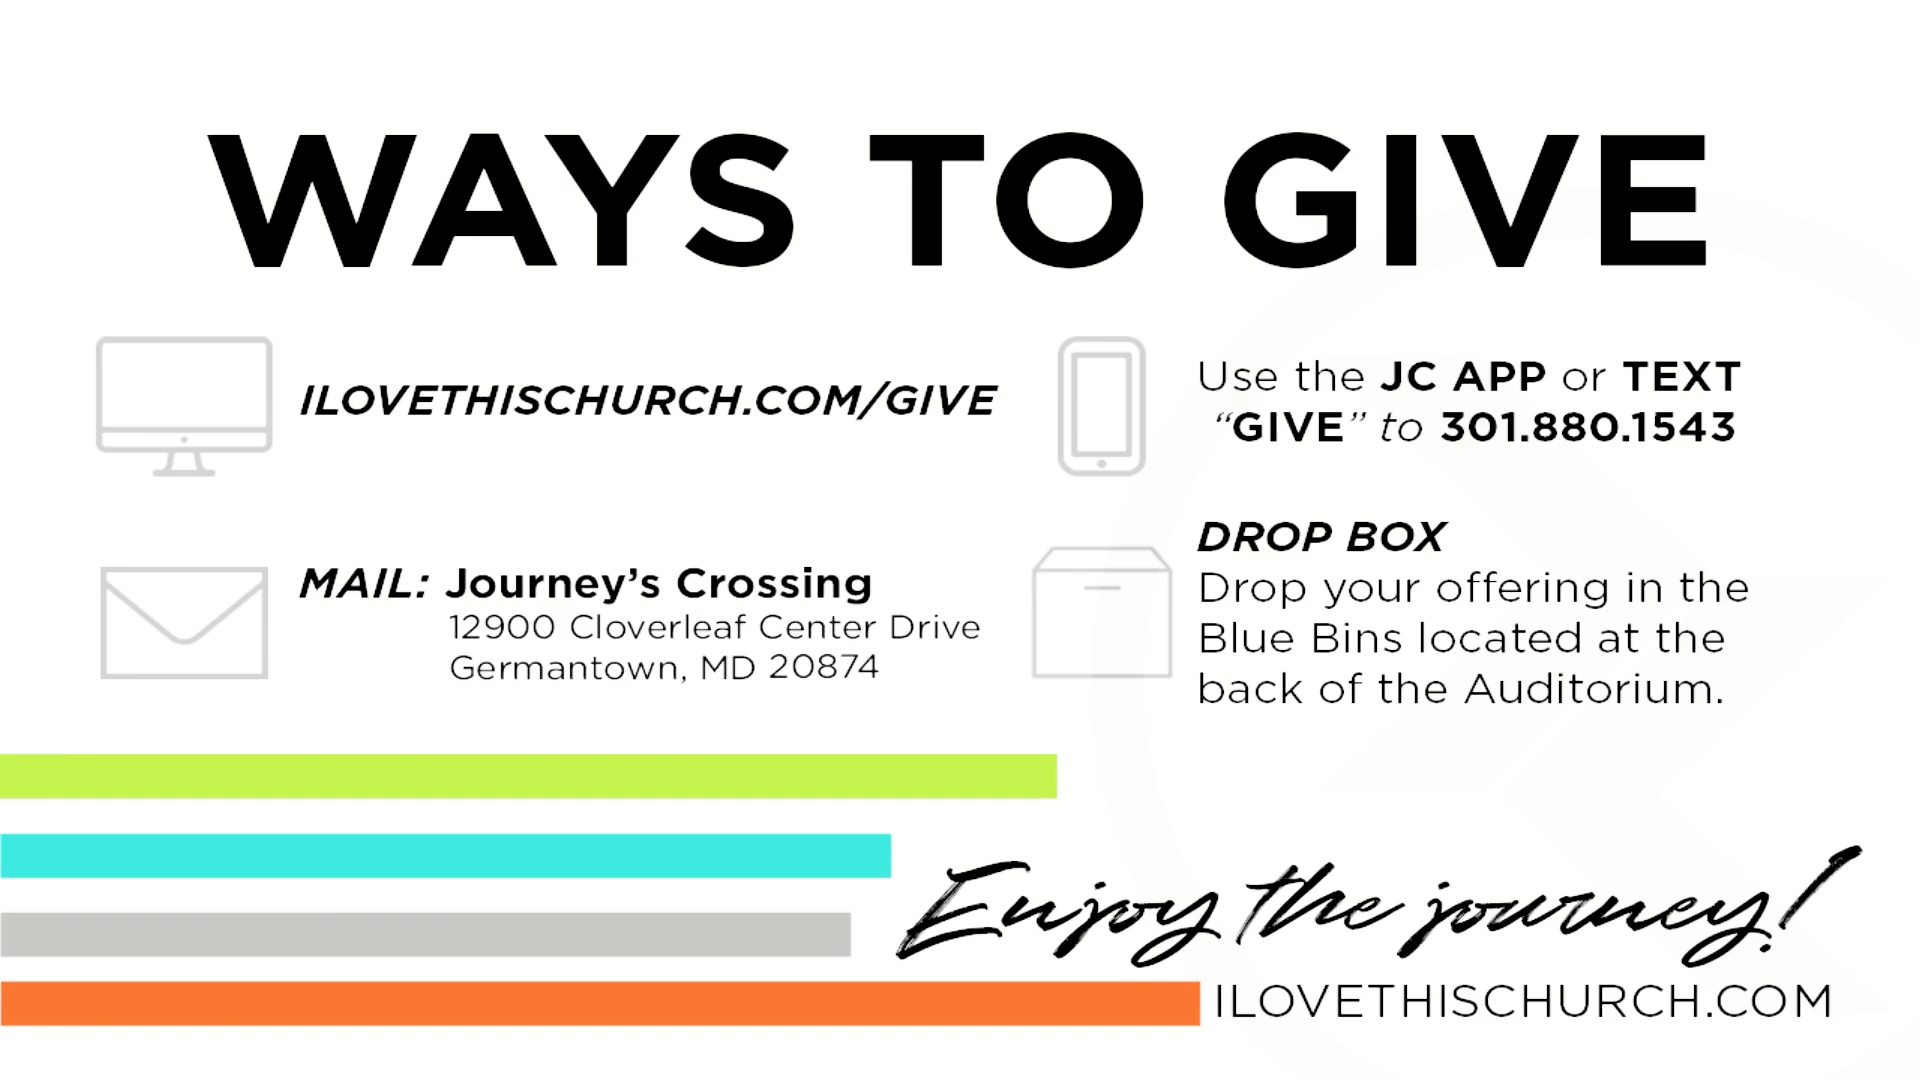 WAYS TO GIVE
ILOVETHISCHURCH.COM/GIVE
Use the JC APP or TEXT
“GIVE” to 301.880.1543
MAIL: Journey’s Crossing
12900 Cloverleaf Center Drive
Germantown, MD 20874
DROP BOX
Drop your offering in the
Blue Bins located at the
back of the Auditorium.
Enjoy the journey!
ILOVETHISCHURCH.COM